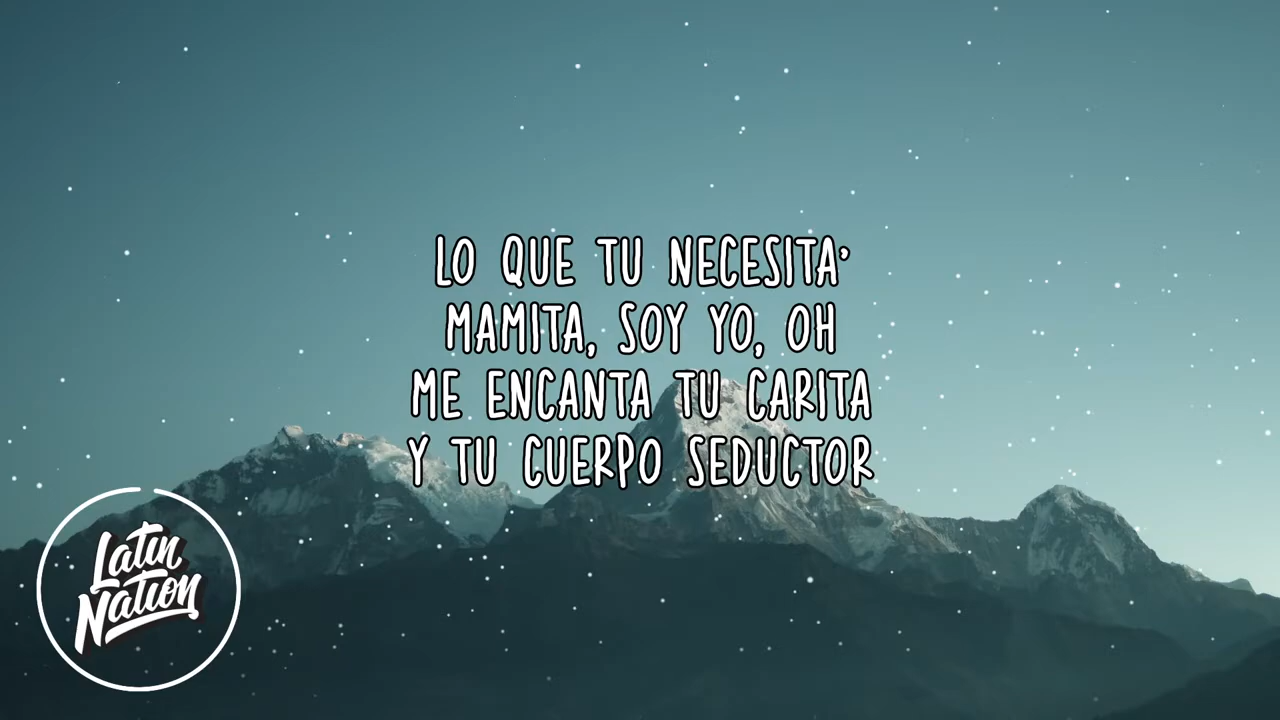 LO QUE TU NECESITA'
MAMITA, SOY YO, OH
ME ENCANTA TU CARITA
Y TU CUERPO SEDUCTOR
Latin
Nation